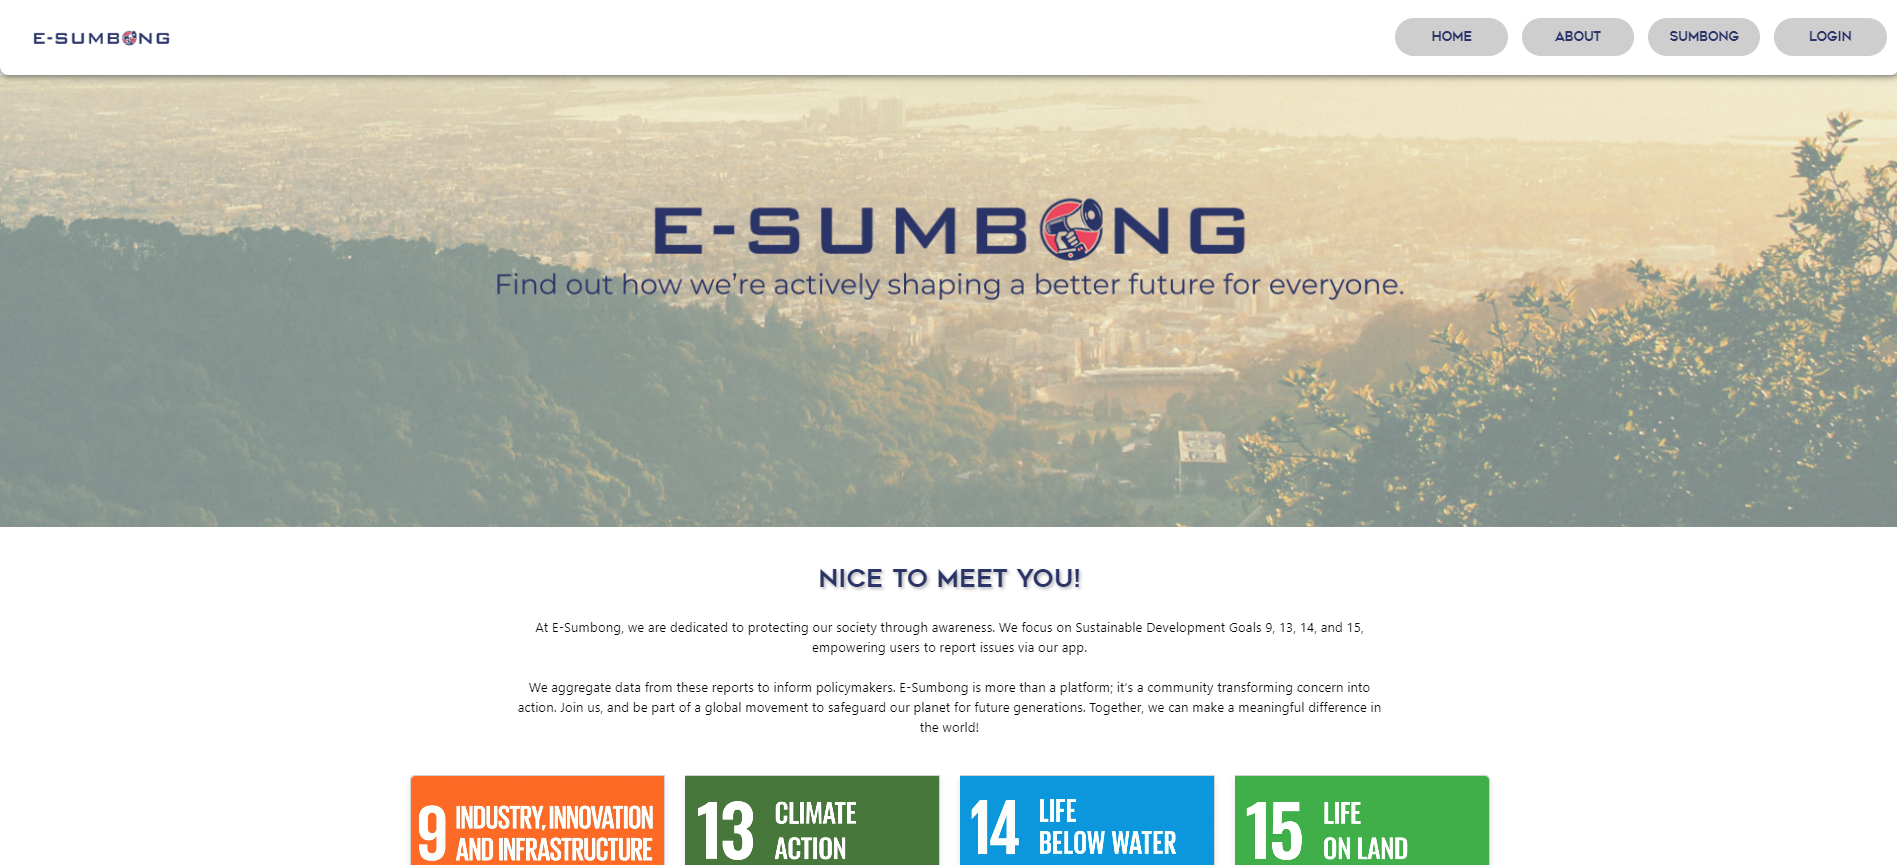 E-SUMBONG
HOME
ABOUT
SUMBONG
LOGIN
E-SUMBONG
Find out how we're actively shaping a better future for everyone.
NICE TO MEET YOU!
At E-Sumbong, we are dedicated to protecting our society through awareness. We focus on Sustainable Development Goals 9, 13, 14, and 15,
empowering users to report issues via our app.
We aggregate data from these reports to inform policymakers. E-Sumbong is more than a platform; it's a community transforming concern into
action. Join us, and be part of a global movement to safeguard our planet for future generations. Together, we can make a meaningful difference in
the world!
9 INDUSTRY, INNOVATION
AND INFRASTRUCTURE
13 CLIMATE
ACTION
14 LIFE
BELOW WATER
15 LIFE
ON LAND